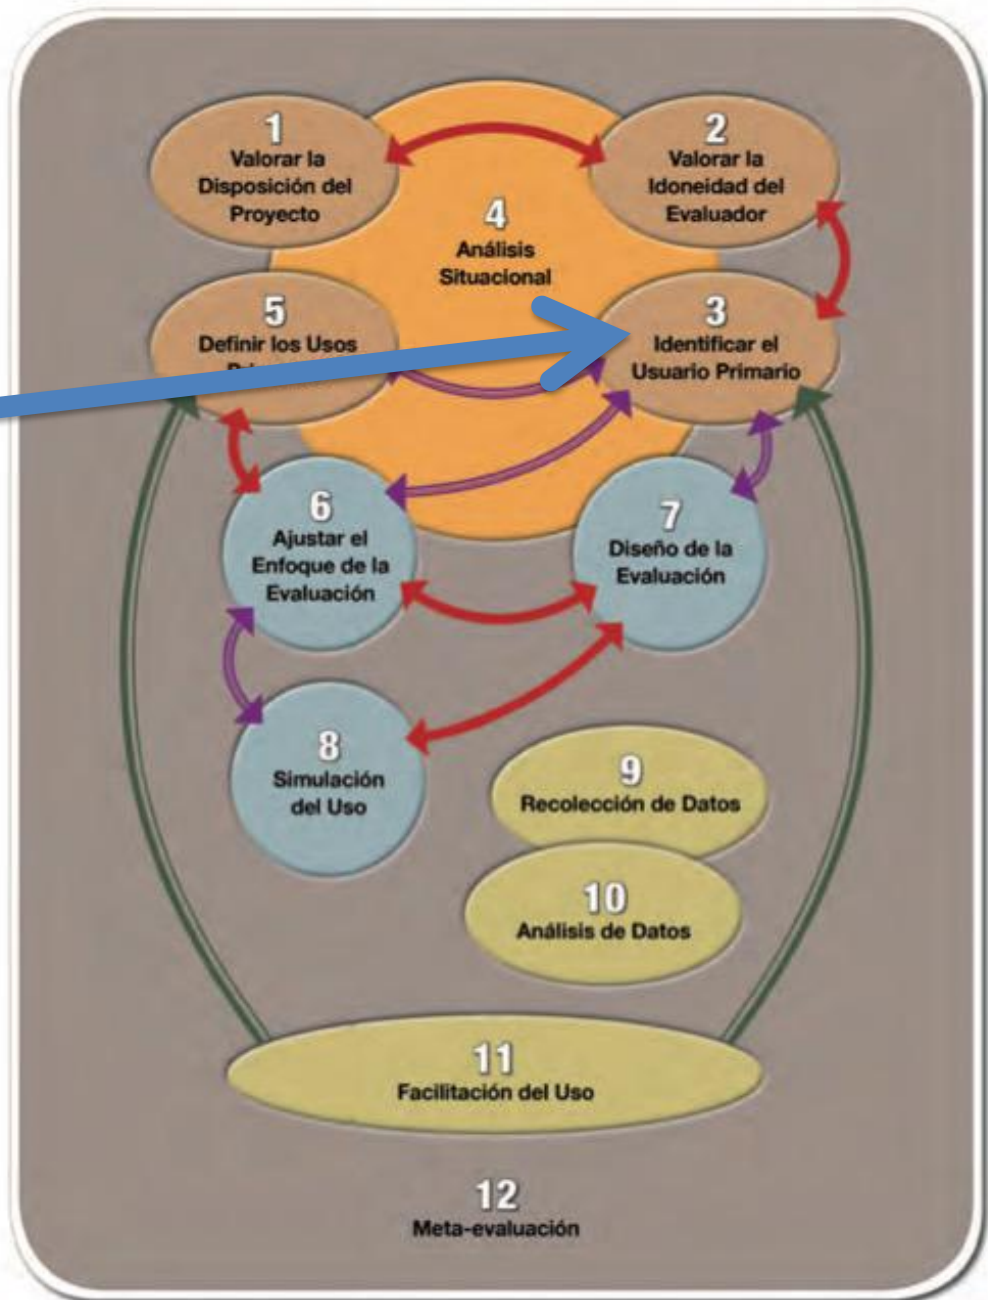 1
Valorar la
Disposición del
Proyecto
2
Valorar la
Idoneidad del
Evaluador
4
Análisis
Situacional
5
Definir los Usos
3
Identificar el
Usuario Primario
6
Ajustar el
Enfoque de la
Evaluación
7
Diseño de la
Evaluación
8
Simulación
del Uso
9
Recolección de Datos
10
Análisis de Datos
11
Facilitación del Uso
12
Meta-evaluación